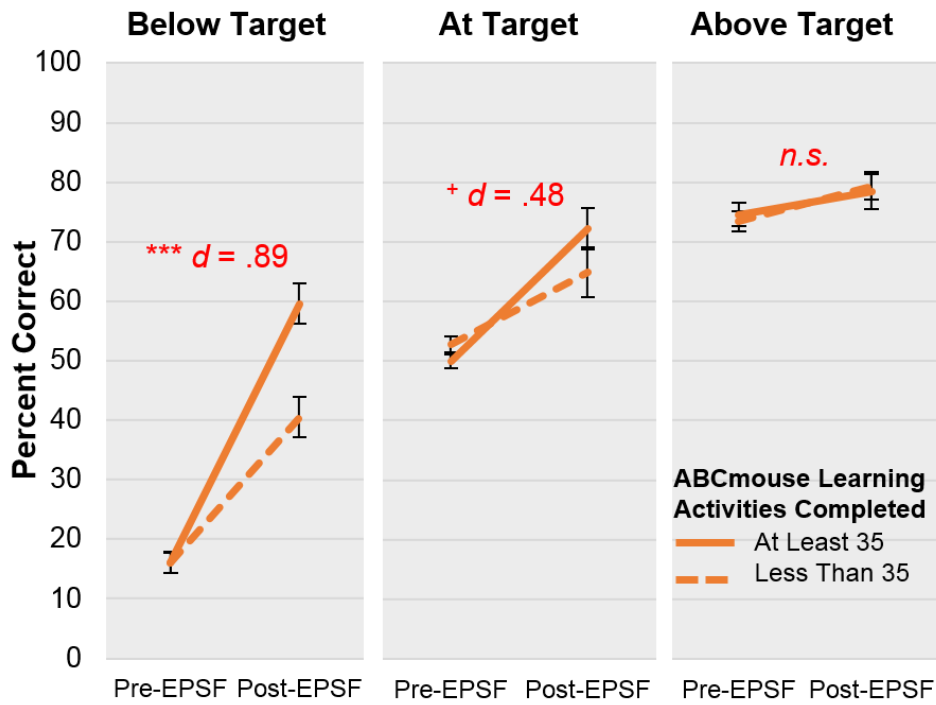 Below Target
At Target
Above Target
Percent Correct
100
90
80
70
60
50
40
30
20
10
0
*** d = .89
+ d = .48
n.s.
ABCmouse Learning
Activities Completed
At Least 35
Less Than 35
Pre-EPSF Post-EPSF
Pre-EPSF Post-EPSF
Pre-EPSF Post-EPSF